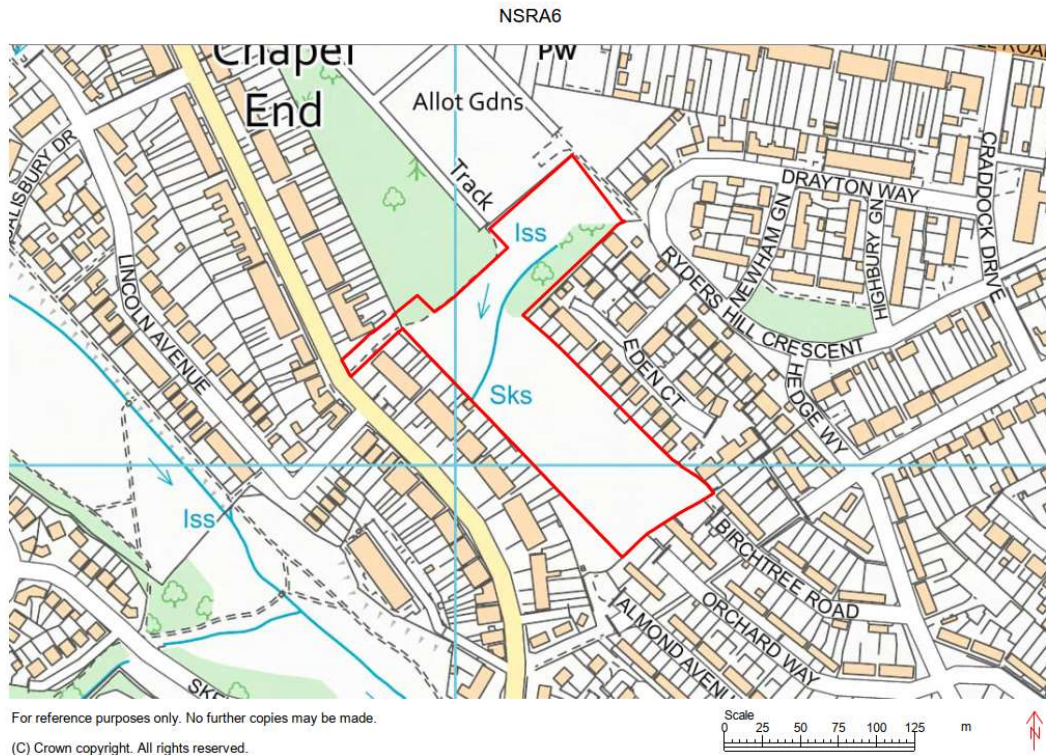 NSRA6
Chapel
End
PW
Allot Gdns
Track
SALISBURY DR
LINCOLN AVENUE
Iss
Sks
Iss
DRAYTON WAY
CRADDOCK DRIVE
NEWHAM GN
HIGHBURY GN
RYDERS HILL CRESCENT
EDEN CT
HEDGE WY
BIRCHTREE ROAD
ORCHARD WAY
ALMOND AVENU
For reference purposes only. No further copies may be made.
(C) Crown copyright. All rights reserved.
Scale
0 25 50 75 100 125 m
N